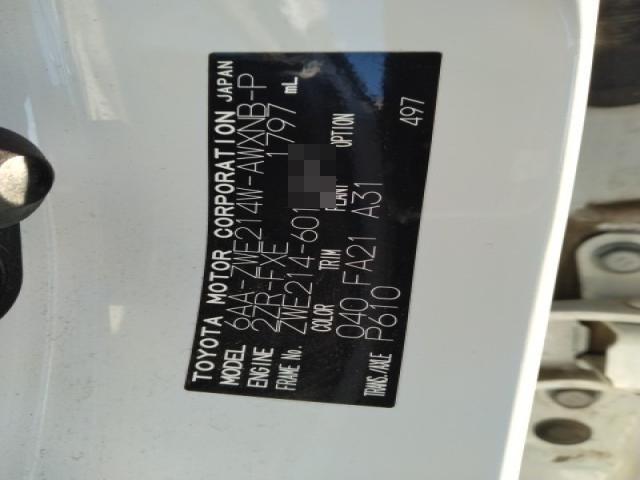 TOYOTA MOTOR CORPORATION JAPAN
MODEL 6AA-ZWE214W-AWXNB-P
ENGINE 2ZR-FXE 1797 mL
FRAME No. ZWE214-601
COLOR TRIM PLANT OPTION
040 FA21 A31
TRANS./AXLE P610 497